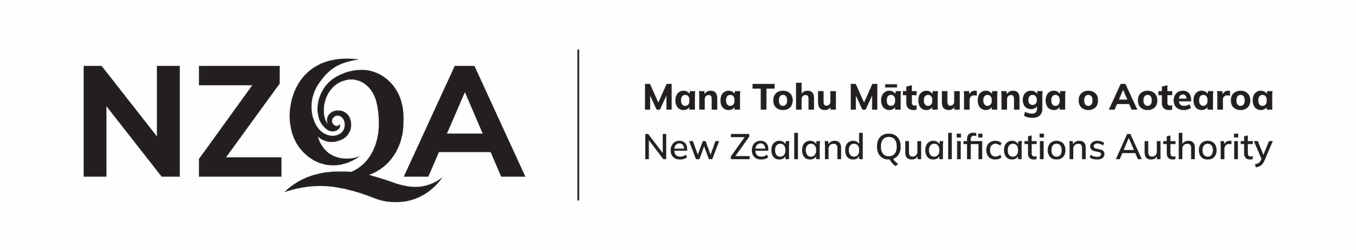 NZQA
Mana Tohu Mātauranga o Aotearoa
New Zealand Qualifications Authority